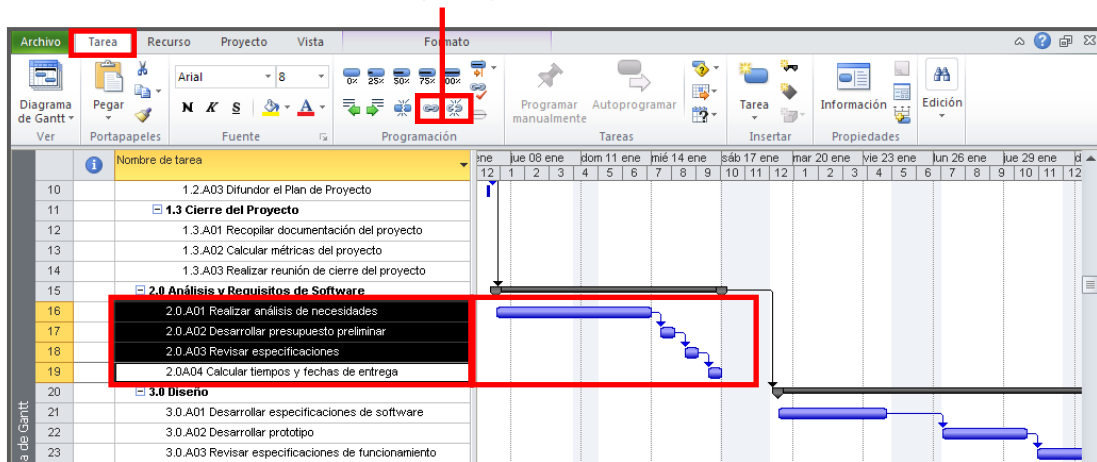 Archivo Tarea Recurso Proyecto Vista Formato
Arial 8
0% 25% 50% 75% 100%
N K S A
Diagrama de Gantt
Pegar
Programar manualmente
Autoprogramar
Tarea
Información
Edición
Ver Portapapeles Fuente Programación Tareas Insertar Propiedades
Nombre de tarea
ene jue 08 ene dom 11 ene mié 14 ene sáb 17 ene mar 20 ene vie 23 ene lun 26 ene jue 29 ene d
12 1 2 3 4 5 6 7 8 9 10 11 12 1 2 3 4 5 6 7 8 9 10 11 12
10 1.2.A03 Difundor el Plan de Proyecto
11 1.3 Cierre del Proyecto
12 1.3.A01 Recopilar documentación del proyecto
13 1.3.A02 Calcular métricas del proyecto
14 1.3.A03 Realizar reunión de cierre del proyecto
15 2.0 Análisis y Requisitos de Software
16 2.0.A01 Realizar análisis de necesidades
17 2.0.A02 Desarrollar presupuesto preliminar
18 2.0.A03 Revisar especificaciones
19 2.0A04 Calcular tiempos y fechas de entrega
20 3.0 Diseño
21 3.0.A01 Desarrollar especificaciones de software
22 3.0.A02 Desarrollar prototipo
23 3.0.A03 Revisar especificaciones de funcionamiento
a de Gantt